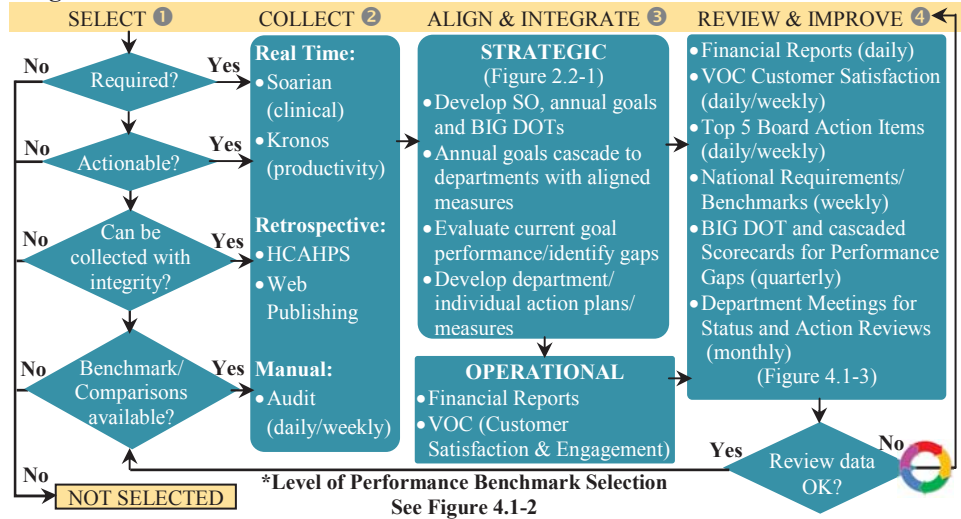 SELECT ❶
COLLECT ❷
ALIGN & INTEGRATE ❸
REVIEW & IMPROVE ❹
No
Required?
Yes
No
Actionable?
Yes
No
Can be
collected with
integrity?
Yes
No
Benchmark/
Comparisons
available?
Yes
No
NOT SELECTED
Real Time:
• Soarian
(clinical)
• Kronos
(productivity)
Retrospective:
• HCAHPS
• Web
Publishing
Manual:
• Audit
(daily/weekly)
STRATEGIC
(Figure 2.2-1)
• Develop SO, annual goals
and BIG DOTs
• Annual goals cascade to
departments with aligned
measures
• Evaluate current goal
performance/identify gaps
• Develop department/
individual action plans/
measures
OPERATIONAL
• Financial Reports
• VOC (Customer
Satisfaction & Engagement)
• Financial Reports (daily)
• VOC Customer Satisfaction
(daily/weekly)
• Top 5 Board Action Items
(daily/weekly)
• National Requirements/
Benchmarks (weekly)
• BIG DOT and cascaded
Scorecards for Performance
Gaps (quarterly)
• Department Meetings for
Status and Action Reviews
(monthly)
(Figure 4.1-3)
Yes
Review data
OK?
No
*Level of Performance Benchmark Selection
See Figure 4.1-2